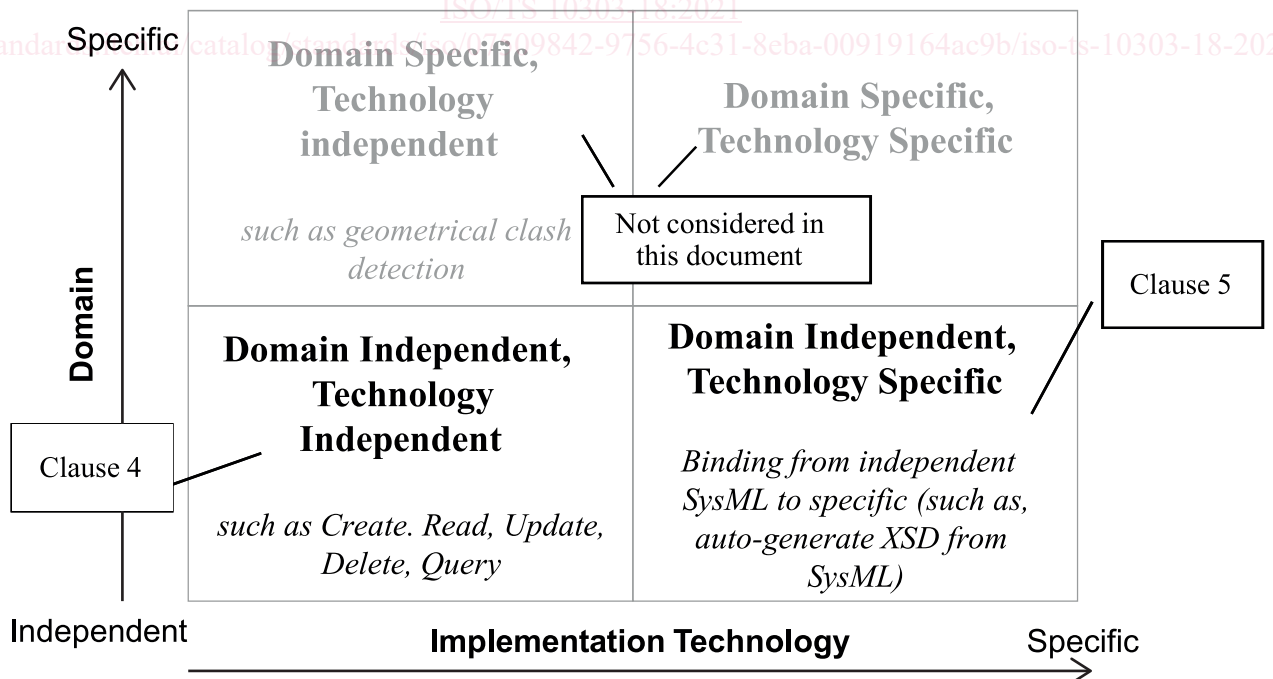 ISO/TS 10303-18:2021
/catalog/standards/iso/07509842-9756-4c31-8eba-00919164ac9b/iso-ts-10303-18-202
Specific
Domain Specific,
Technology
independent
such as geometrical clash
detection
Domain Specific,
Technology Specific
Not considered in
this document
Clause 5
Domain
Domain Independent,
Technology
Independent
such as Create. Read, Update,
Delete, Query
Domain Independent,
Technology Specific
Binding from independent
SysML to specific (such as,
auto-generate XSD from
SysML)
Clause 4
Independent
Implementation Technology
Specific